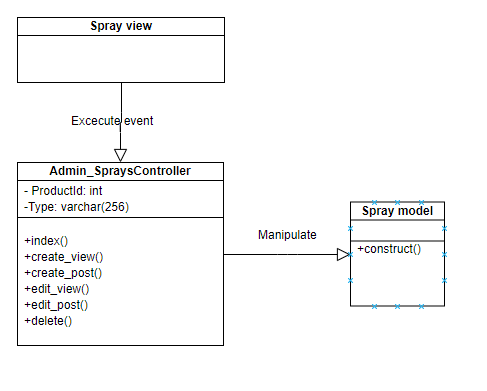 Spray view
Excecute event
Admin_SpraysController
- ProductId: int
-Type: varchar(256)
+index()
+create_view()
+create_post()
+edit_view()
+edit_post()
+delete()
Manipulate
Spray model
+construct()